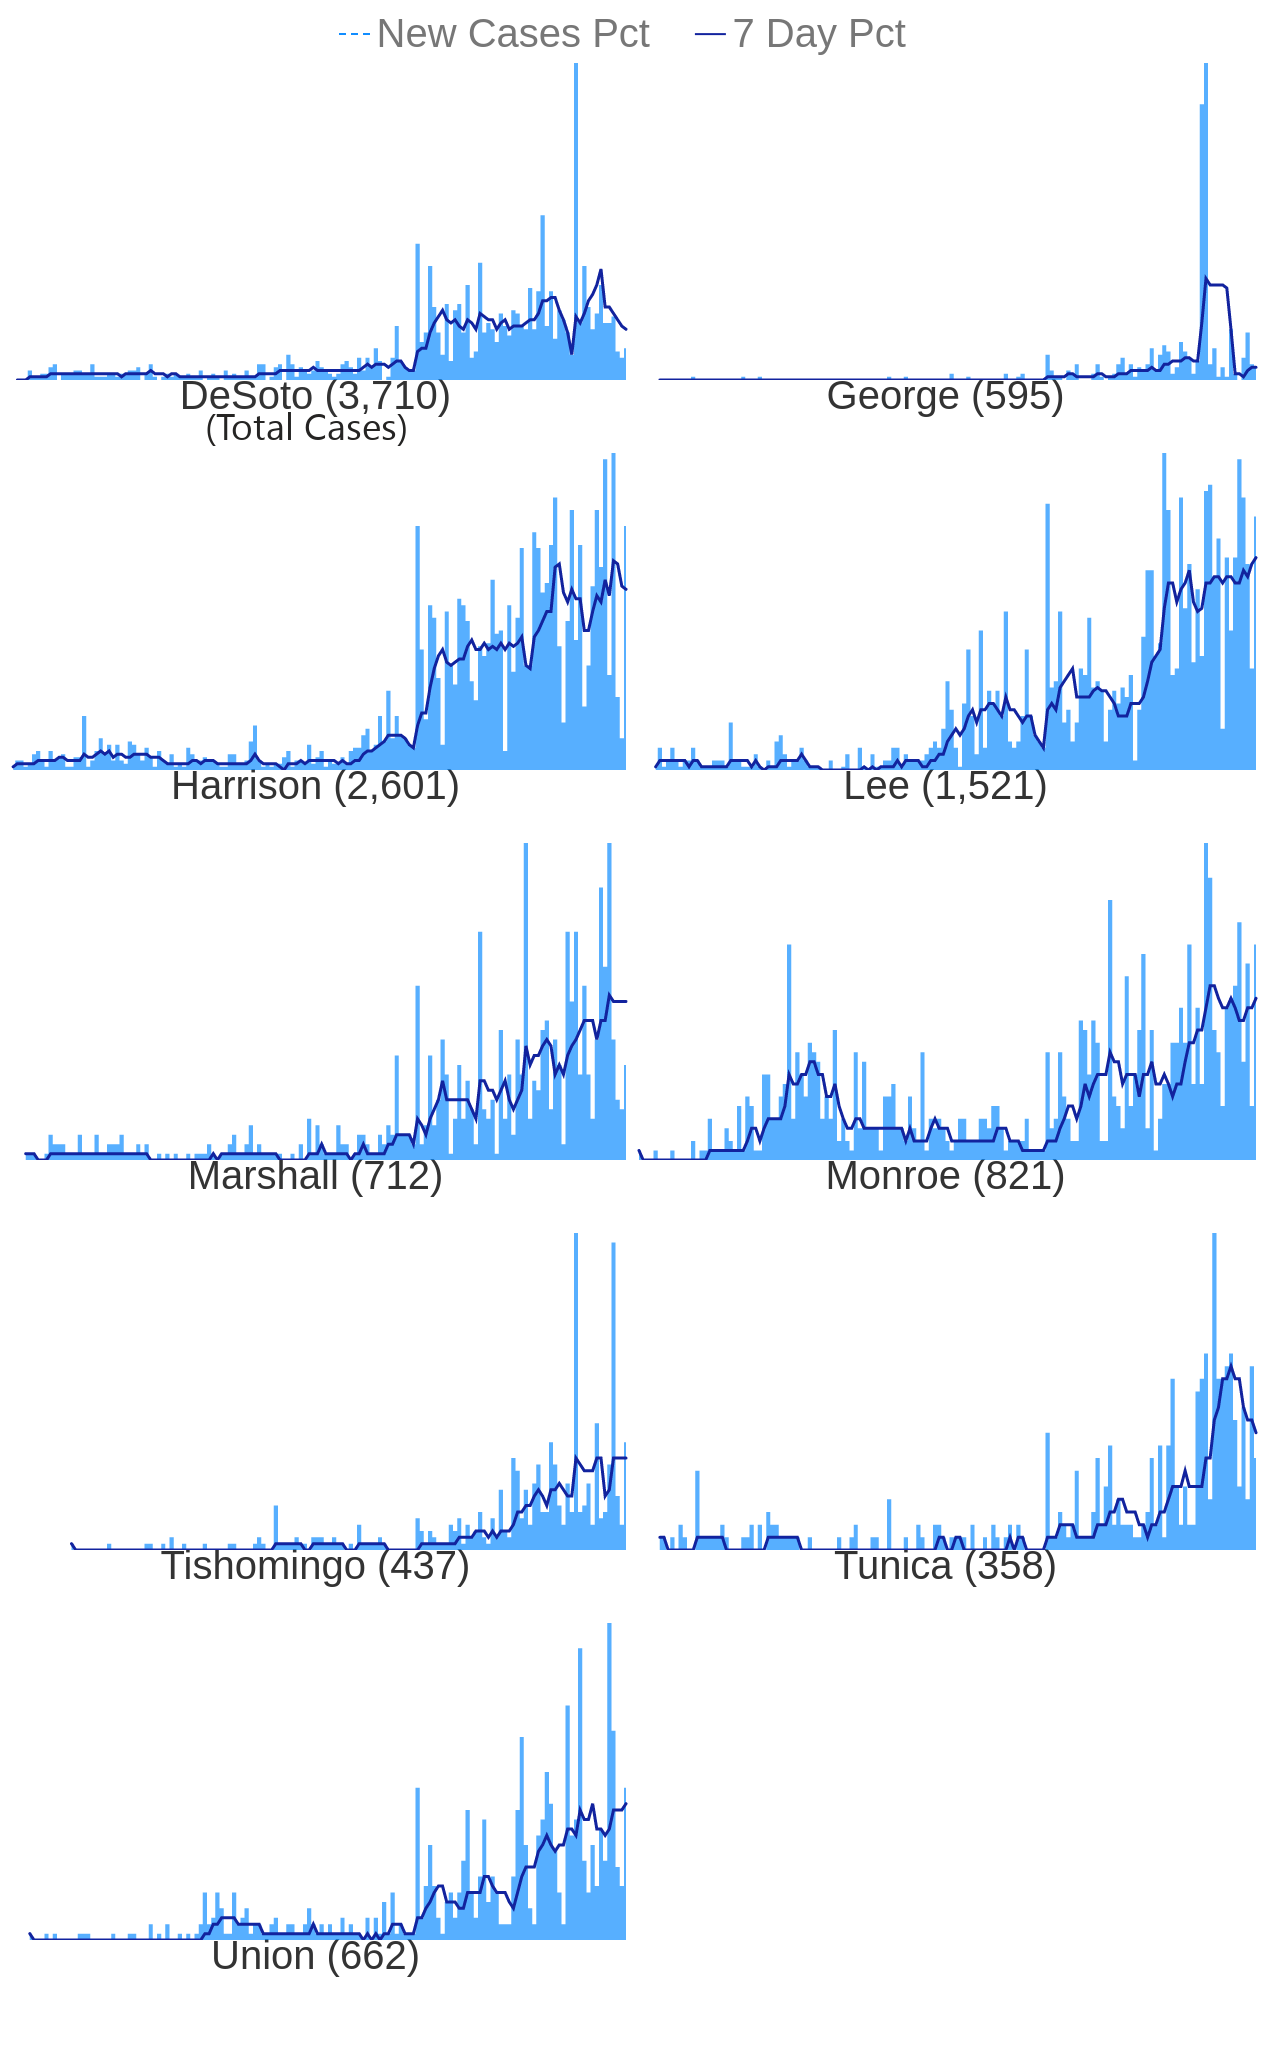 New Cases Pct 7 Day Pct
DeSoto (3,710) George (595)
(Total Cases)
Harrison (2,601) Lee (1,521)
Marshall (712) Monroe (821)
Tishomingo (437) Tunica (358)
Union (662)